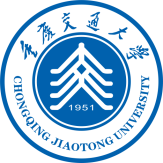 重庆交通大学
1951
CHONGQING JIAOTONG UNIVERSITY